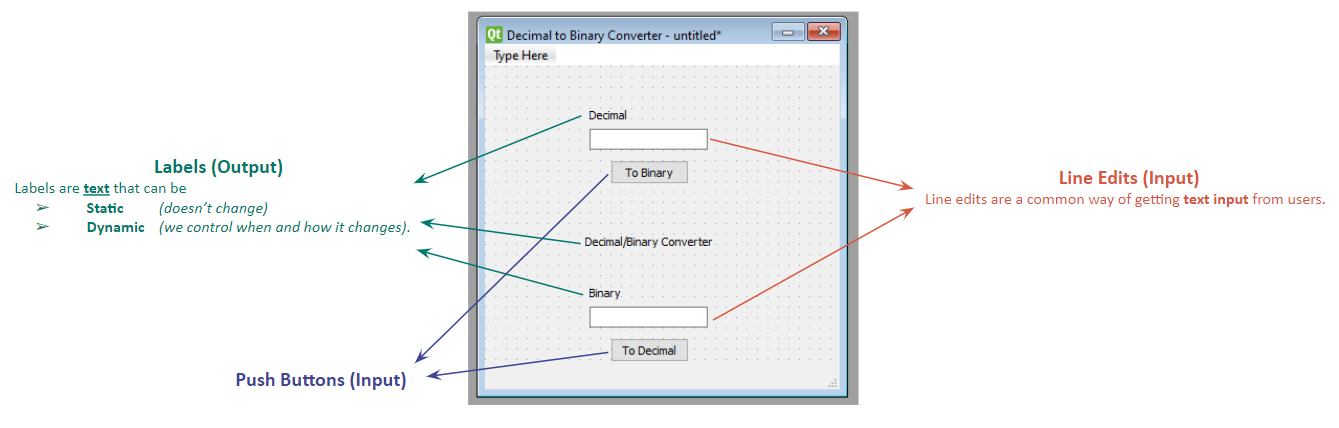 Qt Decimal to Binary Converter - untitled*
Type Here
Decimal
To Binary
Decimal/Binary Converter
Binary
To Decimal
Labels (Output)
Labels are text that can be
➢ Static (doesn't change)
➢ Dynamic (we control when and how it changes).
Push Buttons (Input)
Line Edits (Input)
Line edits are a common way of getting text input from users.